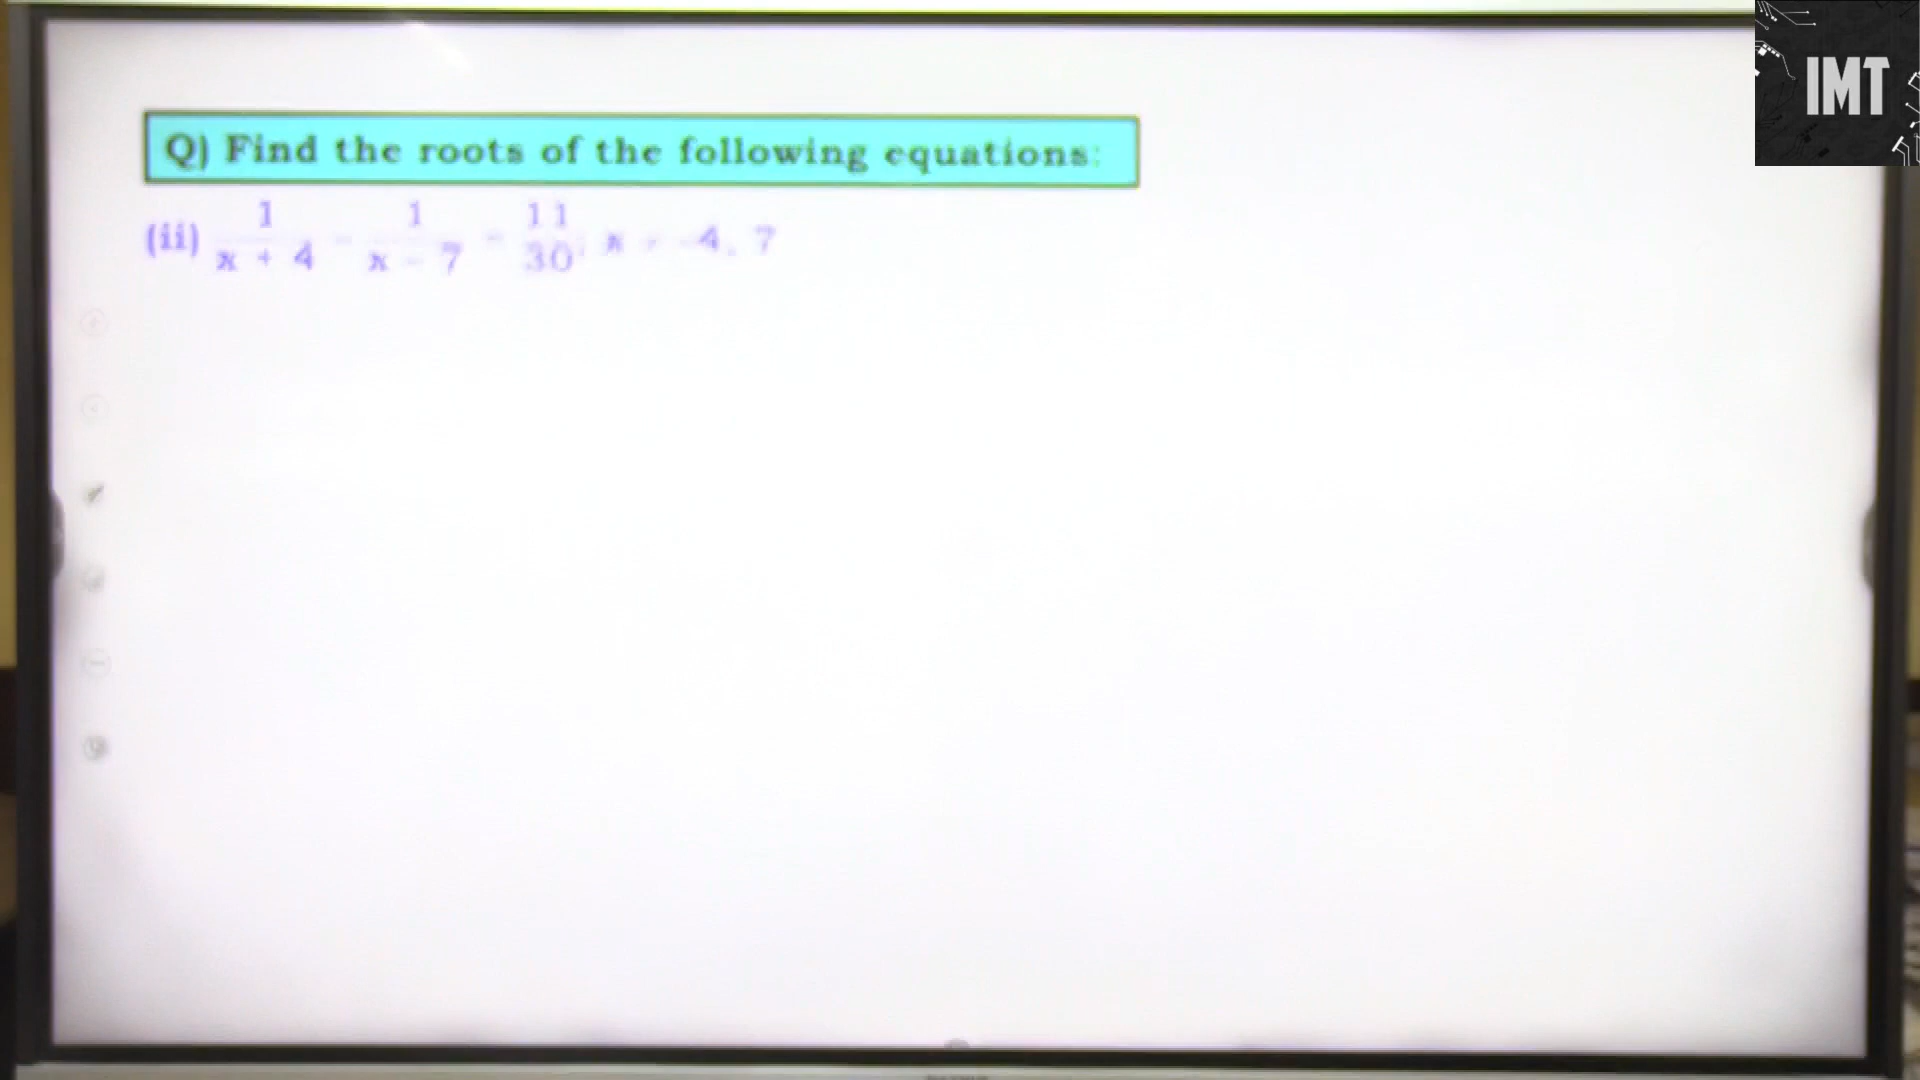 IMT
Q) Find the roots of the following equations:
(ii) 1/(x + 4) - 1/(x - 7) = 11/30, x ≠ -4, 7